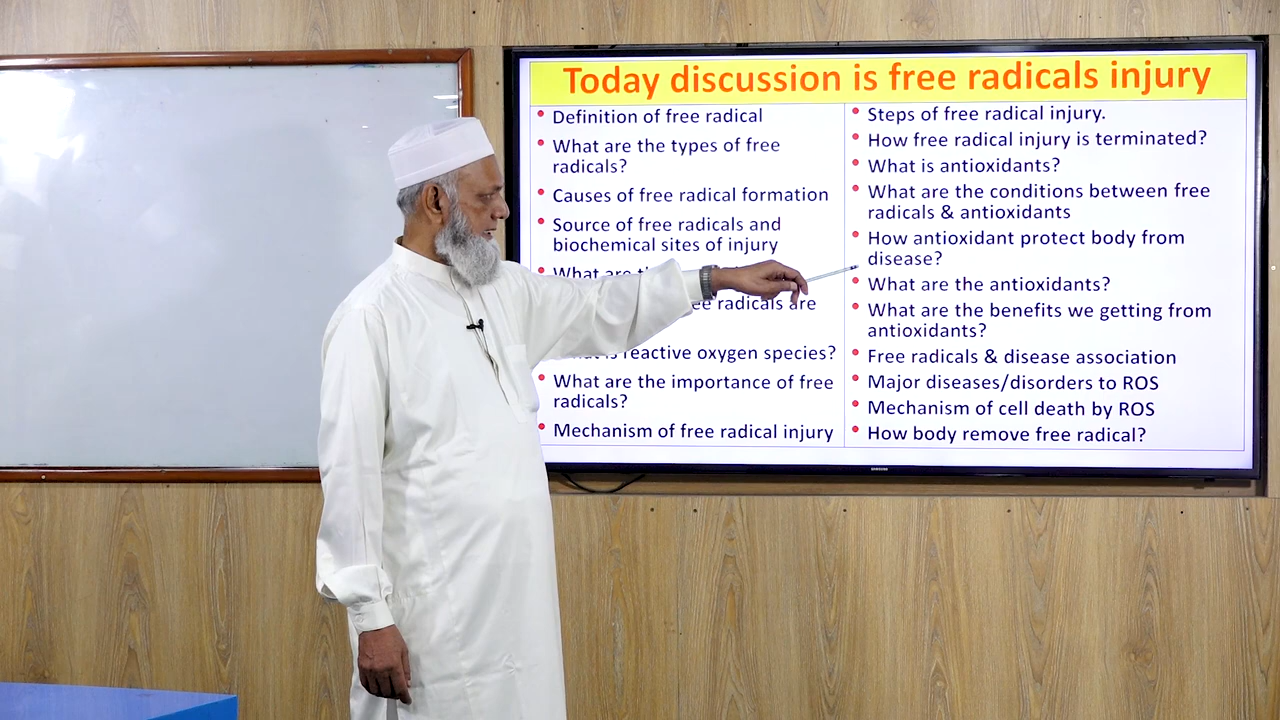 Today discussion is free radicals injury
• Definition of free radical
• What are the types of free
radicals?
• Causes of free radical formation
• Source of free radicals and
biochemical sites of injury
• What are
free radicals are
is reactive oxygen species?
• What are the importance of free
radicals?
• Mechanism of free radical injury
• Steps of free radical injury.
• How free radical injury is terminated?
• What is antioxidants?
• What are the conditions between free
radicals & antioxidants
• How antioxidant protect body from
disease?
• What are the antioxidants?
• What are the benefits we getting from
antioxidants?
• Free radicals & disease association
• Major diseases/disorders to ROS
• Mechanism of cell death by ROS
• How body remove free radical?
SAMSUNG